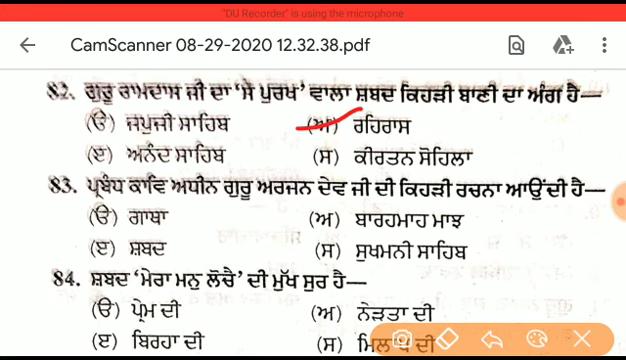 "DU Recorder" is using the microphone
CamScanner 08-29-2020 12.32.38.pdf
82. ਗੁਰੂ ਰਾਮਦਾਸ ਜੀ ਦਾ 'ਸੋ ਪੁਰਖ' ਵਾਲਾ ਸ਼ਬਦ ਕਿਹੜੀ ਬਾਣੀ ਦਾ ਅੰਗ ਹੈ—
(ੳ) ਜਪੁਜੀ ਸਾਹਿਬ (ਅ) ਰਹਿਰਾਸ
(ੲ) ਅਨੰਦ ਸਾਹਿਬ (ਸ) ਕੀਰਤਨ ਸੋਹਿਲਾ
83. ਪ੍ਰਬੰਧ ਕਾਵਿ ਅਧੀਨ ਗੁਰੂ ਅਰਜਨ ਦੇਵ ਜੀ ਦੀ ਕਿਹੜੀ ਰਚਨਾ ਆਉਂਦੀ ਹੈ—
(ੳ) ਗਾਥਾ (ਅ) ਬਾਰਹਮਾਹ ਮਾਝ
(ੲ) ਸ਼ਬਦ (ਸ) ਸੁਖਮਨੀ ਸਾਹਿਬ
84. ਸ਼ਬਦ 'ਮੇਰਾ ਮਨੁ ਲੋਚੈ' ਦੀ ਮੁੱਖ ਸੁਰ ਹੈ—
(ੳ) ਪ੍ਰੇਮ ਦੀ (ਅ) ਨੇੜਤਾ ਦੀ
(ੲ) ਬਿਰਹਾ ਦੀ (ਸ) ਦੀ